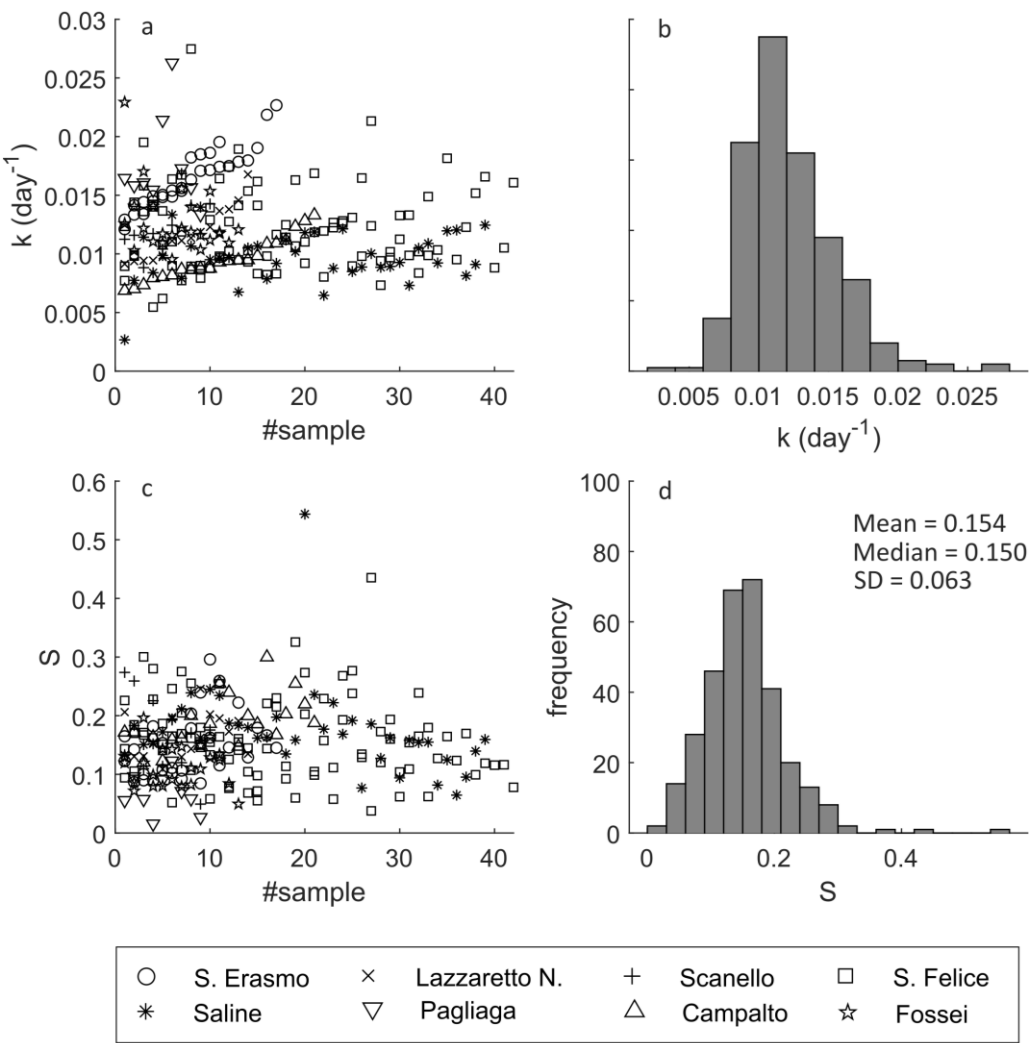 a
0.03
0.025
0.02
0.015
0.01
0.005
0
k (day-1)
0 10 20 30 40
#sample
b
0.005 0.01 0.015 0.02 0.025
k (day-1)
c
0.6
0.5
0.4
0.3
0.2
0.1
0
S
0 10 20 30 40
#sample
d
100
80
60
40
20
0
frequency
Mean = 0.154
Median = 0.150
SD = 0.063
0 0.2 0.4
S
S. Erasmo Lazzaretto N. Scanello S. Felice
Saline Pagliaga Campalto Fossei